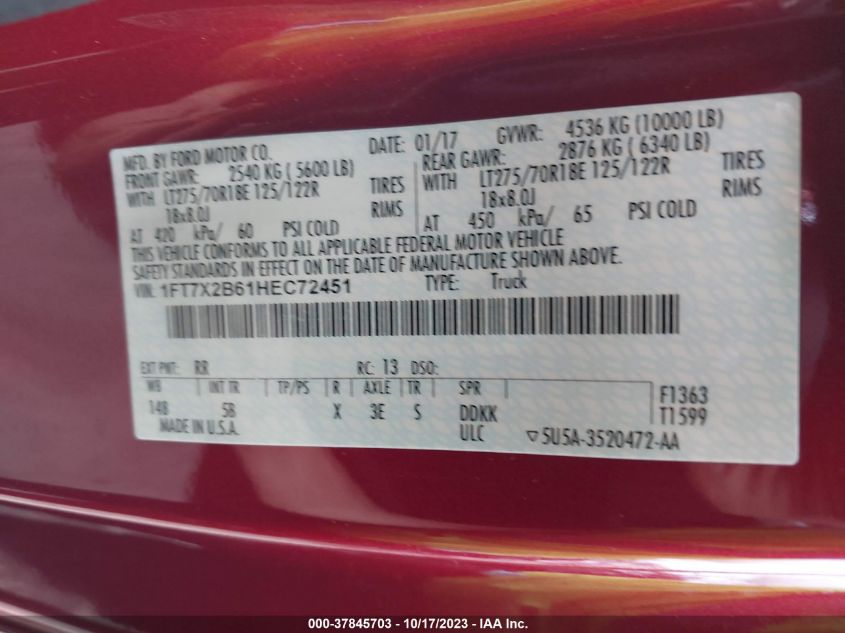 MFD. BY FORD MOTOR CO. DATE: 01/17 GVWR: 4536 KG (10000 LB)
FRONT GAWR: 2540 KG ( 5600 LB) REAR GAWR: 2876 KG ( 6340 LB)
WITH LT275/70R18E 125/122R TIRES WITH LT275/70R18E 125/122R TIRES
18x8.0J RIMS 18x8.0J RIMS
AT 420 kPa/ 60 PSI COLD AT 450 kPa/ 65 PSI COLD
THIS VEHICLE CONFORMS TO ALL APPLICABLE FEDERAL MOTOR VEHICLE
SAFETY STANDARDS IN EFFECT ON THE DATE OF MANUFACTURE SHOWN ABOVE.
VIN: 1FT7X2B61HEC72451 TYPE: Truck
EXT PNT: RR RC: 13 DSO:
WB INT TR TP/PS R AXLE TR SPR F1363
148 5B X 3E S DDKK T1599
MADE IN U.S.A. ULC ▽5U5A-3520472-AA
000-37845703 - 10/17/2023 - IAA Inc.